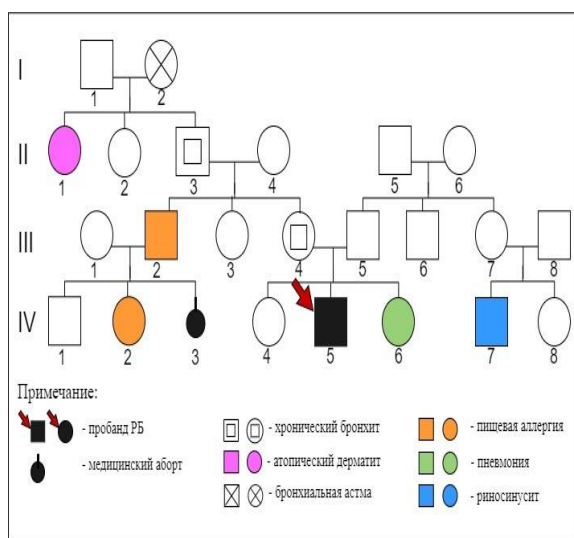 I
1 2
II
1 2 3 4 5 6
III
1 2 3 4 5 6 7 8
IV
1 2 3 4 5 6 7 8
Примечание:
- пробанд РБ
- медицинский аборт
- хронический бронхит
- атопический дерматит
- бронхиальная астма
- пищевая аллергия
- пневмония
- риносинусит